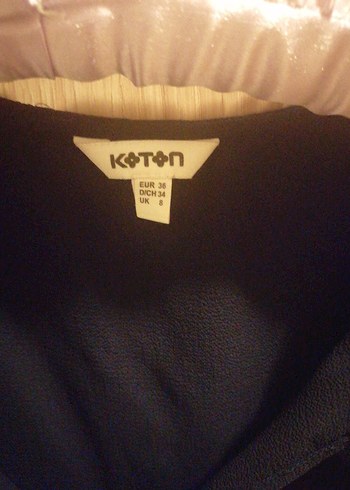 KOTON
EUR 36
D/CH 34
UK 8